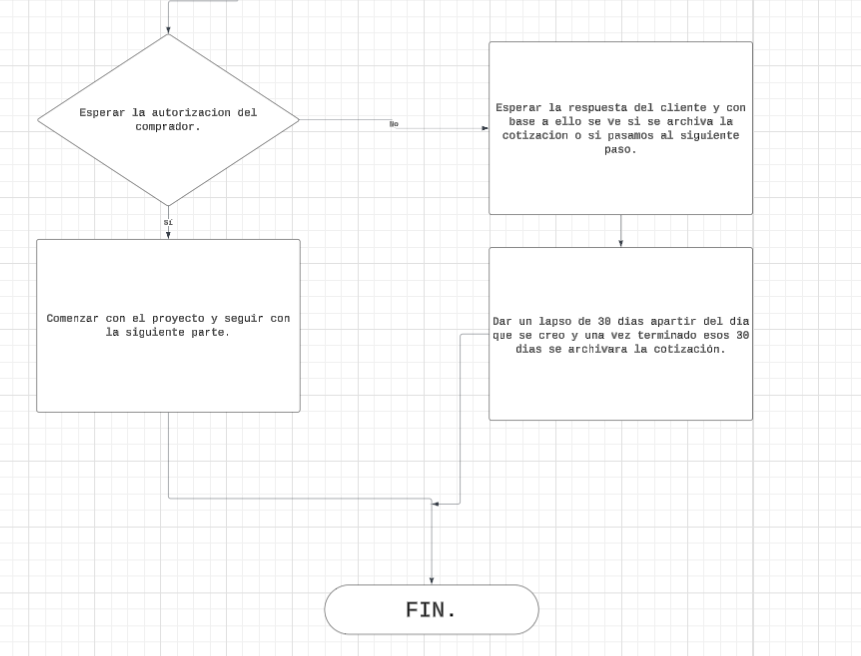 Esperar la autorizacion del
comprador.
No
Esperar la respuesta del cliente y con
base a ello se ve si se archiva la
cotizacion o si pasamos al siguiente
paso.
sí
Comenzar con el proyecto y seguir con
la siguiente parte.
Dar un lapso de 30 dias apartir del dia
que se creo y una vez terminado esos 30
dias se archivara la cotización.
FIN.